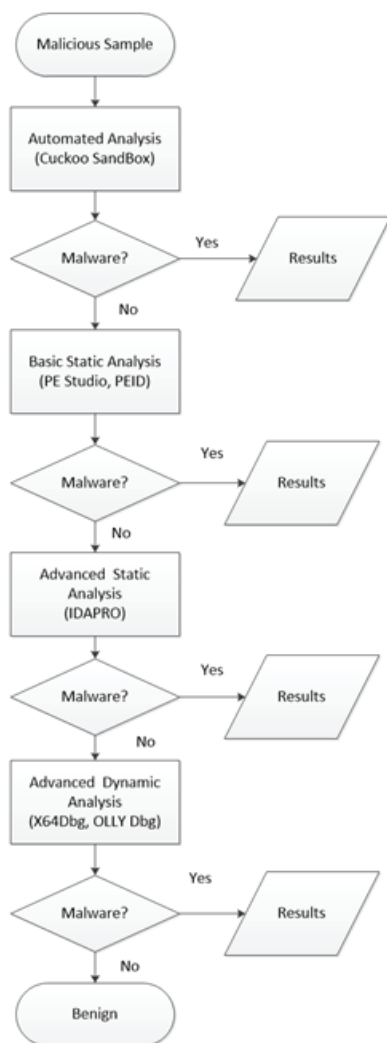 Malicious Sample
Automated Analysis
(Cuckoo SandBox)
Malware?
Yes
Results
No
Basic Static Analysis
(PE Studio, PEID)
Malware?
Yes
Results
No
Advanced Static
Analysis
(IDAPRO)
Malware?
Yes
Results
No
Advanced Dynamic
Analysis
(X64Dbg, OLLY Dbg)
Malware?
Yes
Results
No
Benign